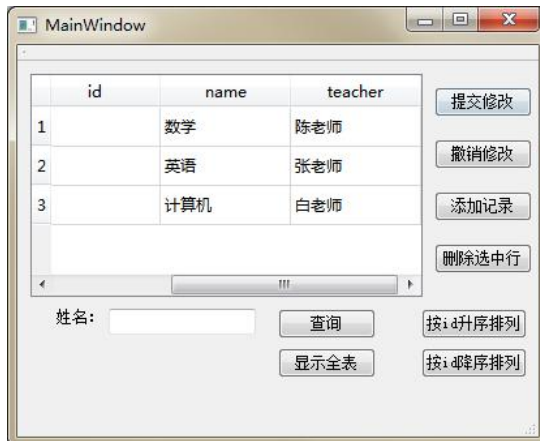 MainWindow
id name teacher
1 数学 陈老师
2 英语 张老师
3 计算机 白老师
提交修改
撤销修改
添加记录
删除选中行
姓名： 查询 按id升序排列
显示全表 按id降序排列